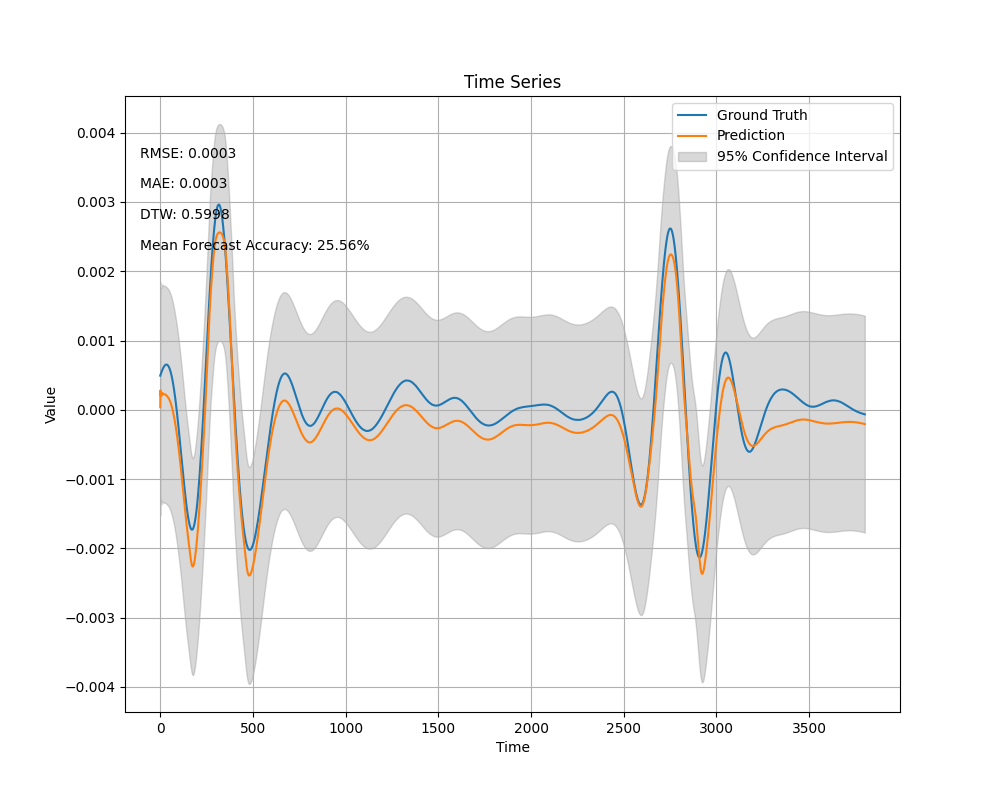 Time Series
Ground Truth
Prediction
95% Confidence Interval
RMSE: 0.0003
MAE: 0.0003
DTW: 0.5998
Mean Forecast Accuracy: 25.56%
Value
0.004
0.003
0.002
0.001
0.000
−0.001
−0.002
−0.003
−0.004
0 500 1000 1500 2000 2500 3000 3500
Time